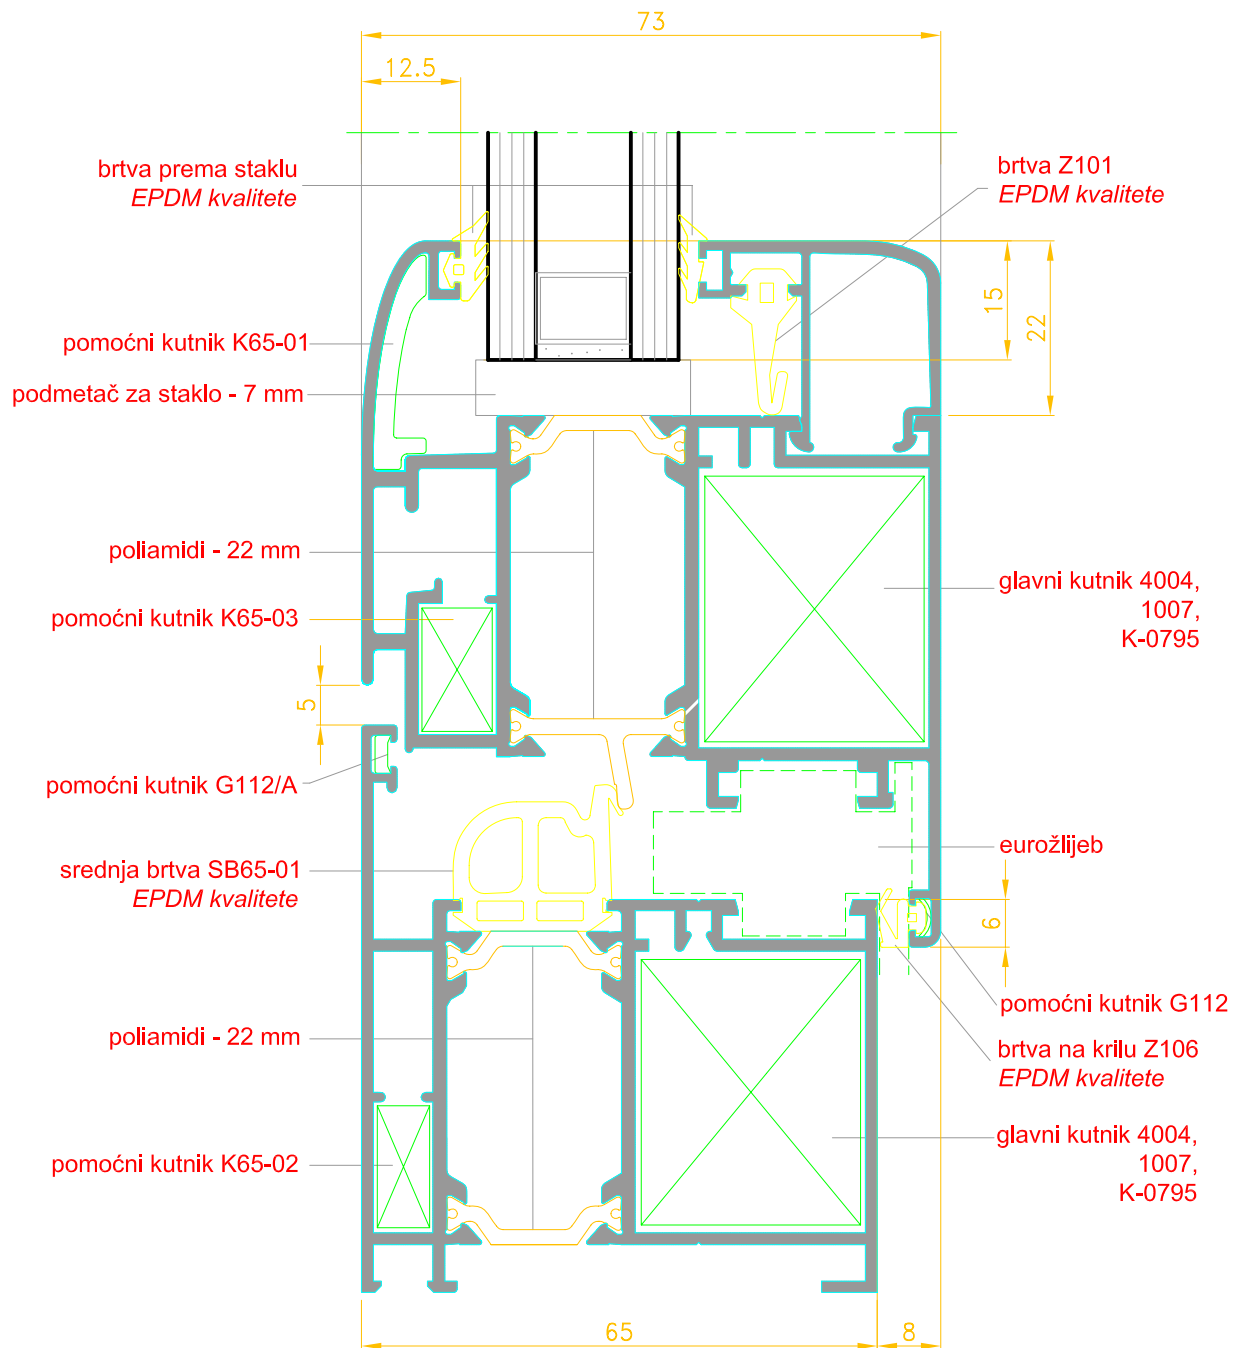 73
12.5
brtva prema staklu
EPDM kvalitete
brtva Z101
EPDM kvalitete
15
22
pomoćni kutnik K65-01
podmetač za staklo - 7 mm
poliamidi - 22 mm
glavni kutnik 4004,
1007,
K-0795
pomoćni kutnik K65-03
5
pomoćni kutnik G112/A
eurožlijeb
srednja brtva SB65-01
EPDM kvalitete
6
pomoćni kutnik G112
poliamidi - 22 mm
brtva na krilu Z106
EPDM kvalitete
glavni kutnik 4004,
1007,
K-0795
pomoćni kutnik K65-02
65
8